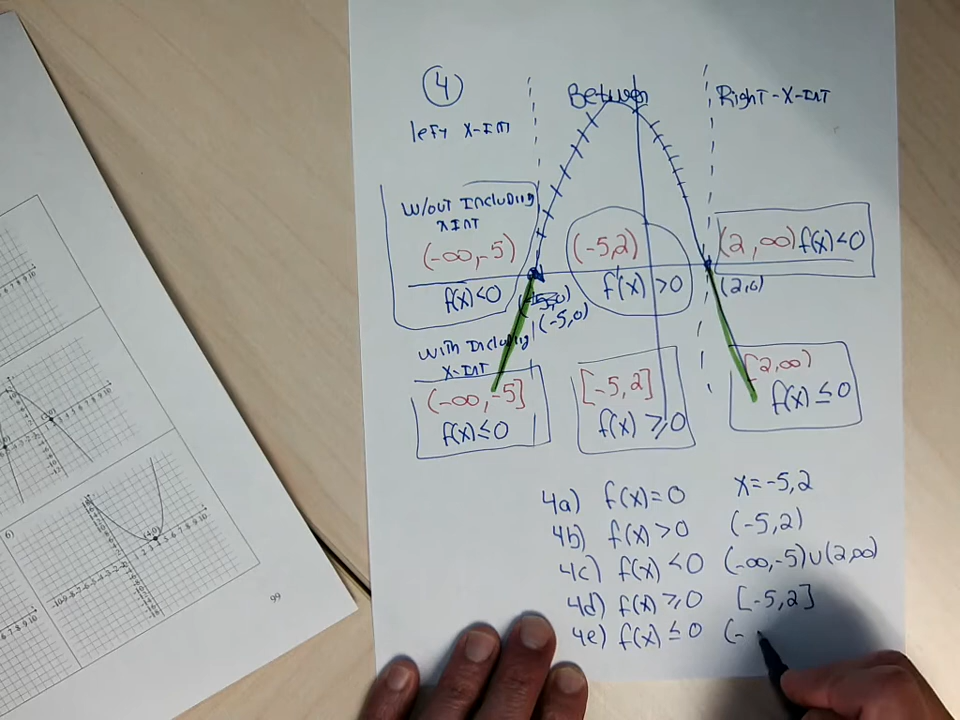 4
Between
Right-X-INT
left X-INT
W/out Including
X INT
(-∞,-5)
f(x)<0
(-5,2)
f(x)>0
(2,∞) f(x)<0
(2,0)
(-5,0)
With Including
X-INT
(-∞,-5]
f(x)≤0
[-5,2]
f(x)≥0
[2,∞)
f(x)≤0
4a) f(x)=0 x=-5,2
4b) f(x)>0 (-5,2)
4c) f(x)<0 (-∞,-5)∪(2,∞)
4d) f(x)≥0 [-5,2]
4e) f(x)≤0 (-
6)
99